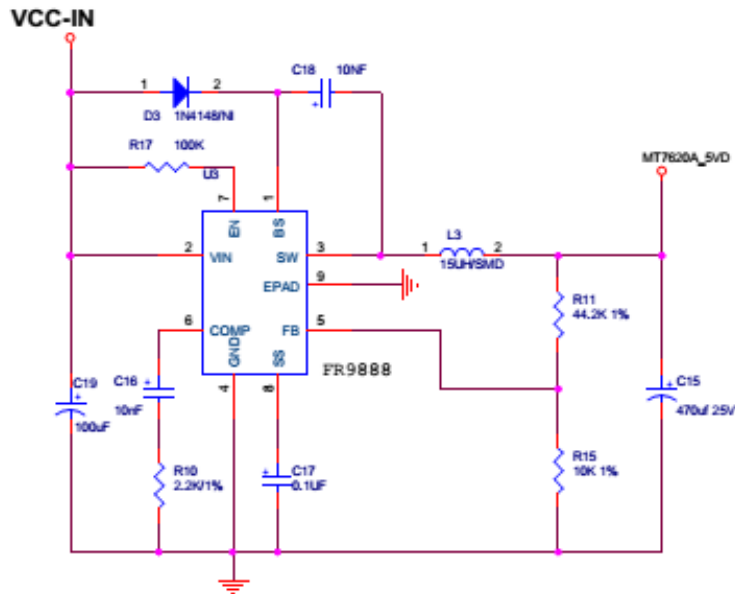 VCC-IN
C18 10NF
1 2
D3 1N4148/NI
R17 100K
MT7620A_5VD
U3
7 1
EN BS
2 VIN SW 3
L3
1 2
15UH/SMD
EPAD 9
R11
44.2K 1%
6 COMP FB 5
GND SS
FR9888
C19
100uF
C16
10nF
4 8
C15
470uf 25V
R10
2.2K/1%
C17
0.1UF
R15
10K 1%